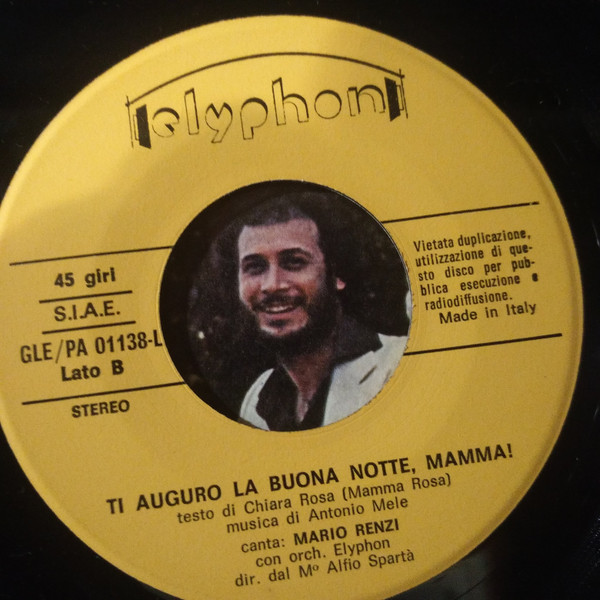 elyphon
45 giri
S.I.A.E.
GLE/PA 01138-L
Lato B
STEREO
Vietata duplicazione,
utilizzazione di que-
sto disco per pub-
blica esecuzione e
radiodiffusione.
Made in Italy
TI AUGURO LA BUONA NOTTE, MAMMA!
testo di Chiara Rosa (Mamma Rosa)
musica di Antonio Mele
canta: MARIO RENZI
con orch. Elyphon
dir. dal Mº Alfio Spartà